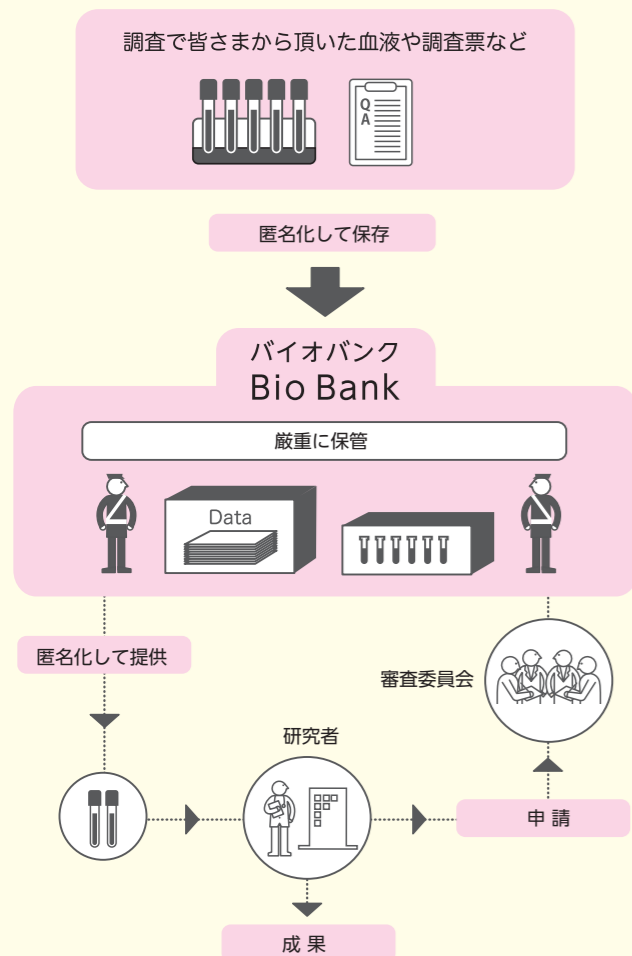 調査で皆さまから頂いた血液や調査票など
Q
A
匿名化して保存
バイオバンク
Bio Bank
厳重に保管
Data
匿名化して提供
審査委員会
研究者
申 請
成 果